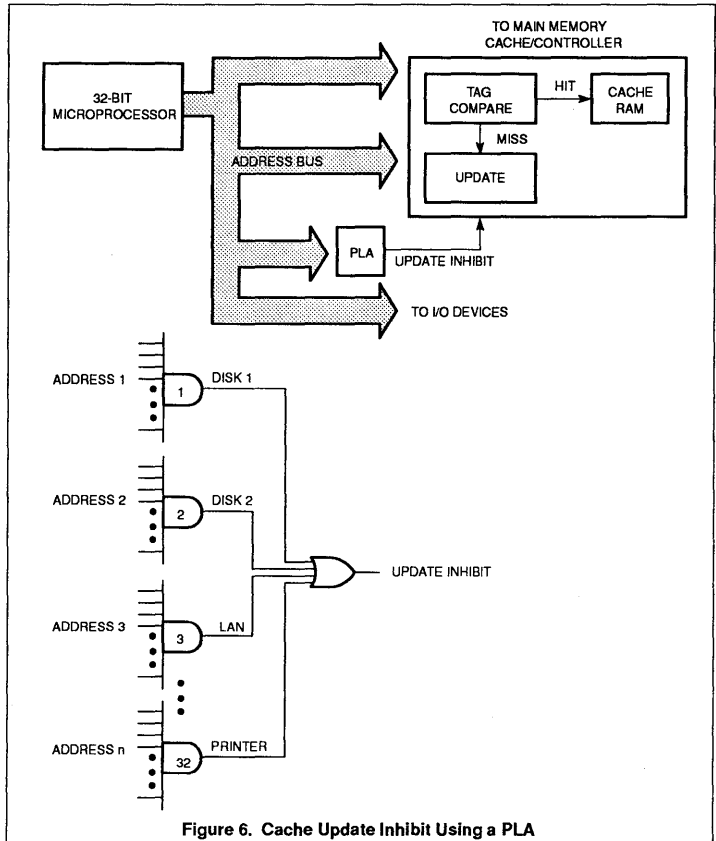 TO MAIN MEMORY
CACHE/CONTROLLER
32-BIT
MICROPROCESSOR
TAG
COMPARE
HIT
CACHE
RAM
MISS
ADDRESS BUS
UPDATE
PLA
UPDATE INHIBIT
TO I/O DEVICES
ADDRESS 1
1
DISK 1
ADDRESS 2
2
DISK 2
UPDATE INHIBIT
ADDRESS 3
3
LAN
ADDRESS n
32
PRINTER
Figure 6. Cache Update Inhibit Using a PLA